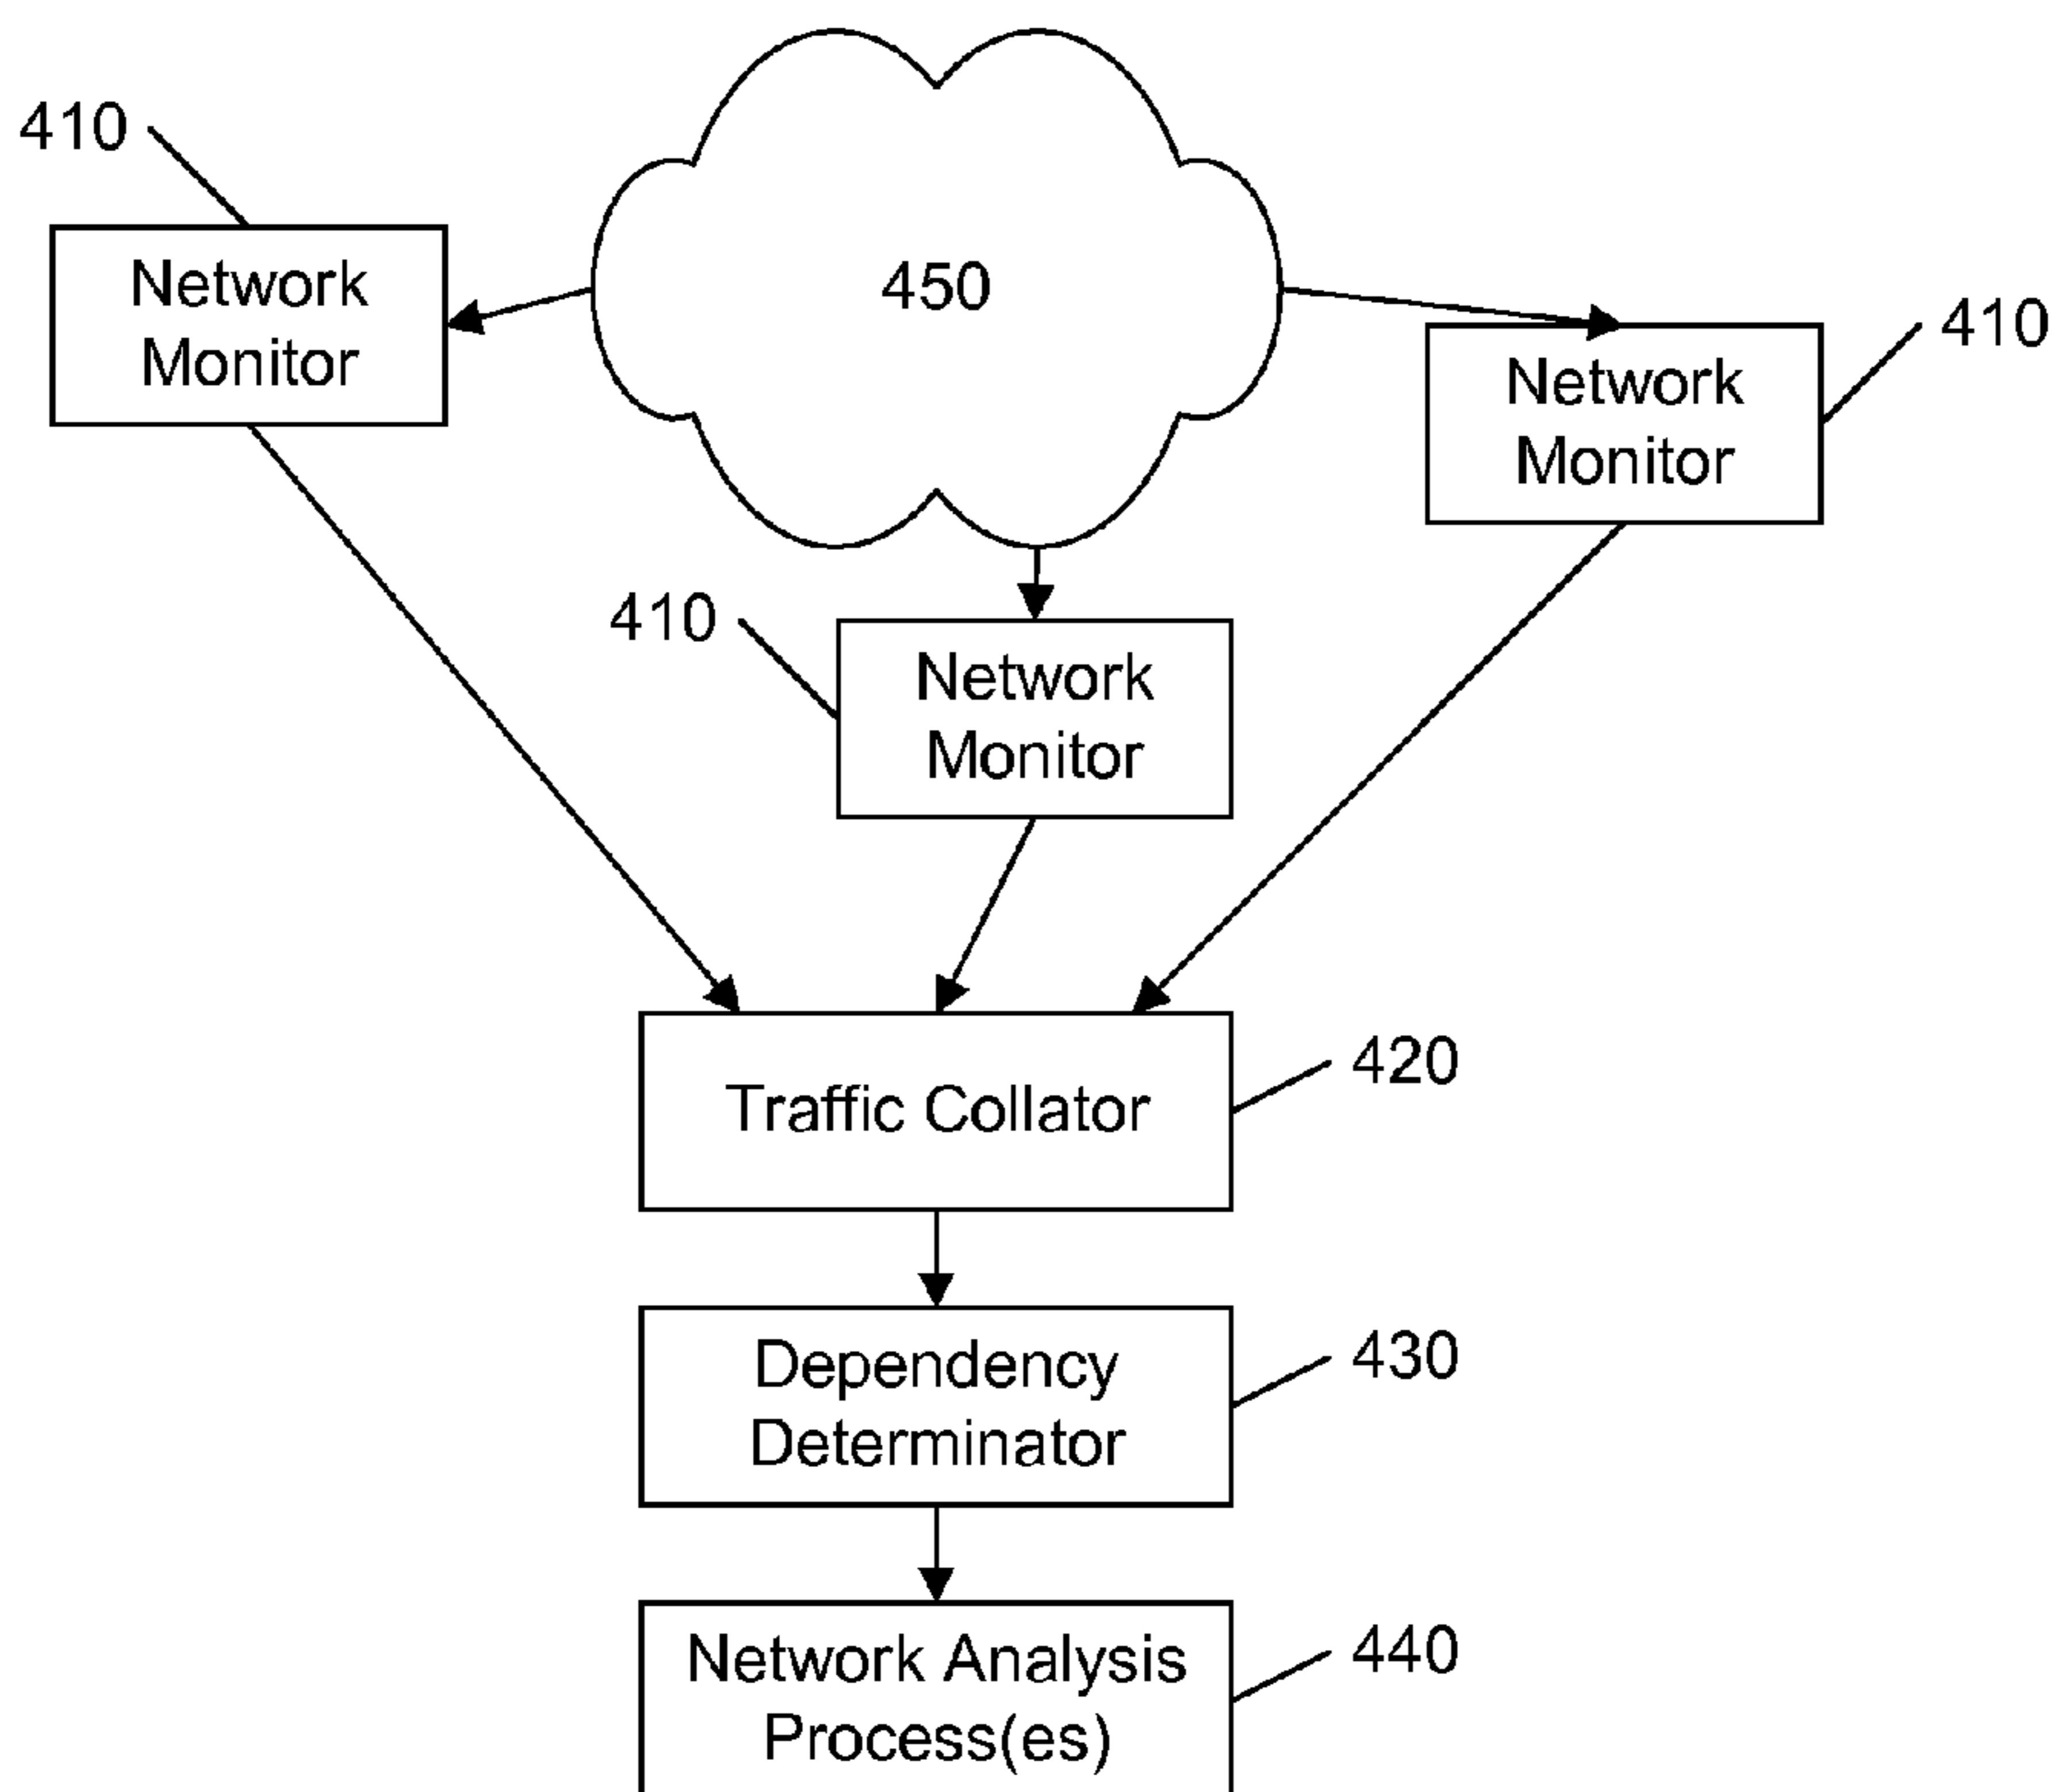 410
Network
Monitor
450
410
Network
Monitor
410
Network
Monitor
Traffic Collator
420
Dependency
Determinator
430
Network Analysis
Process(es)
440